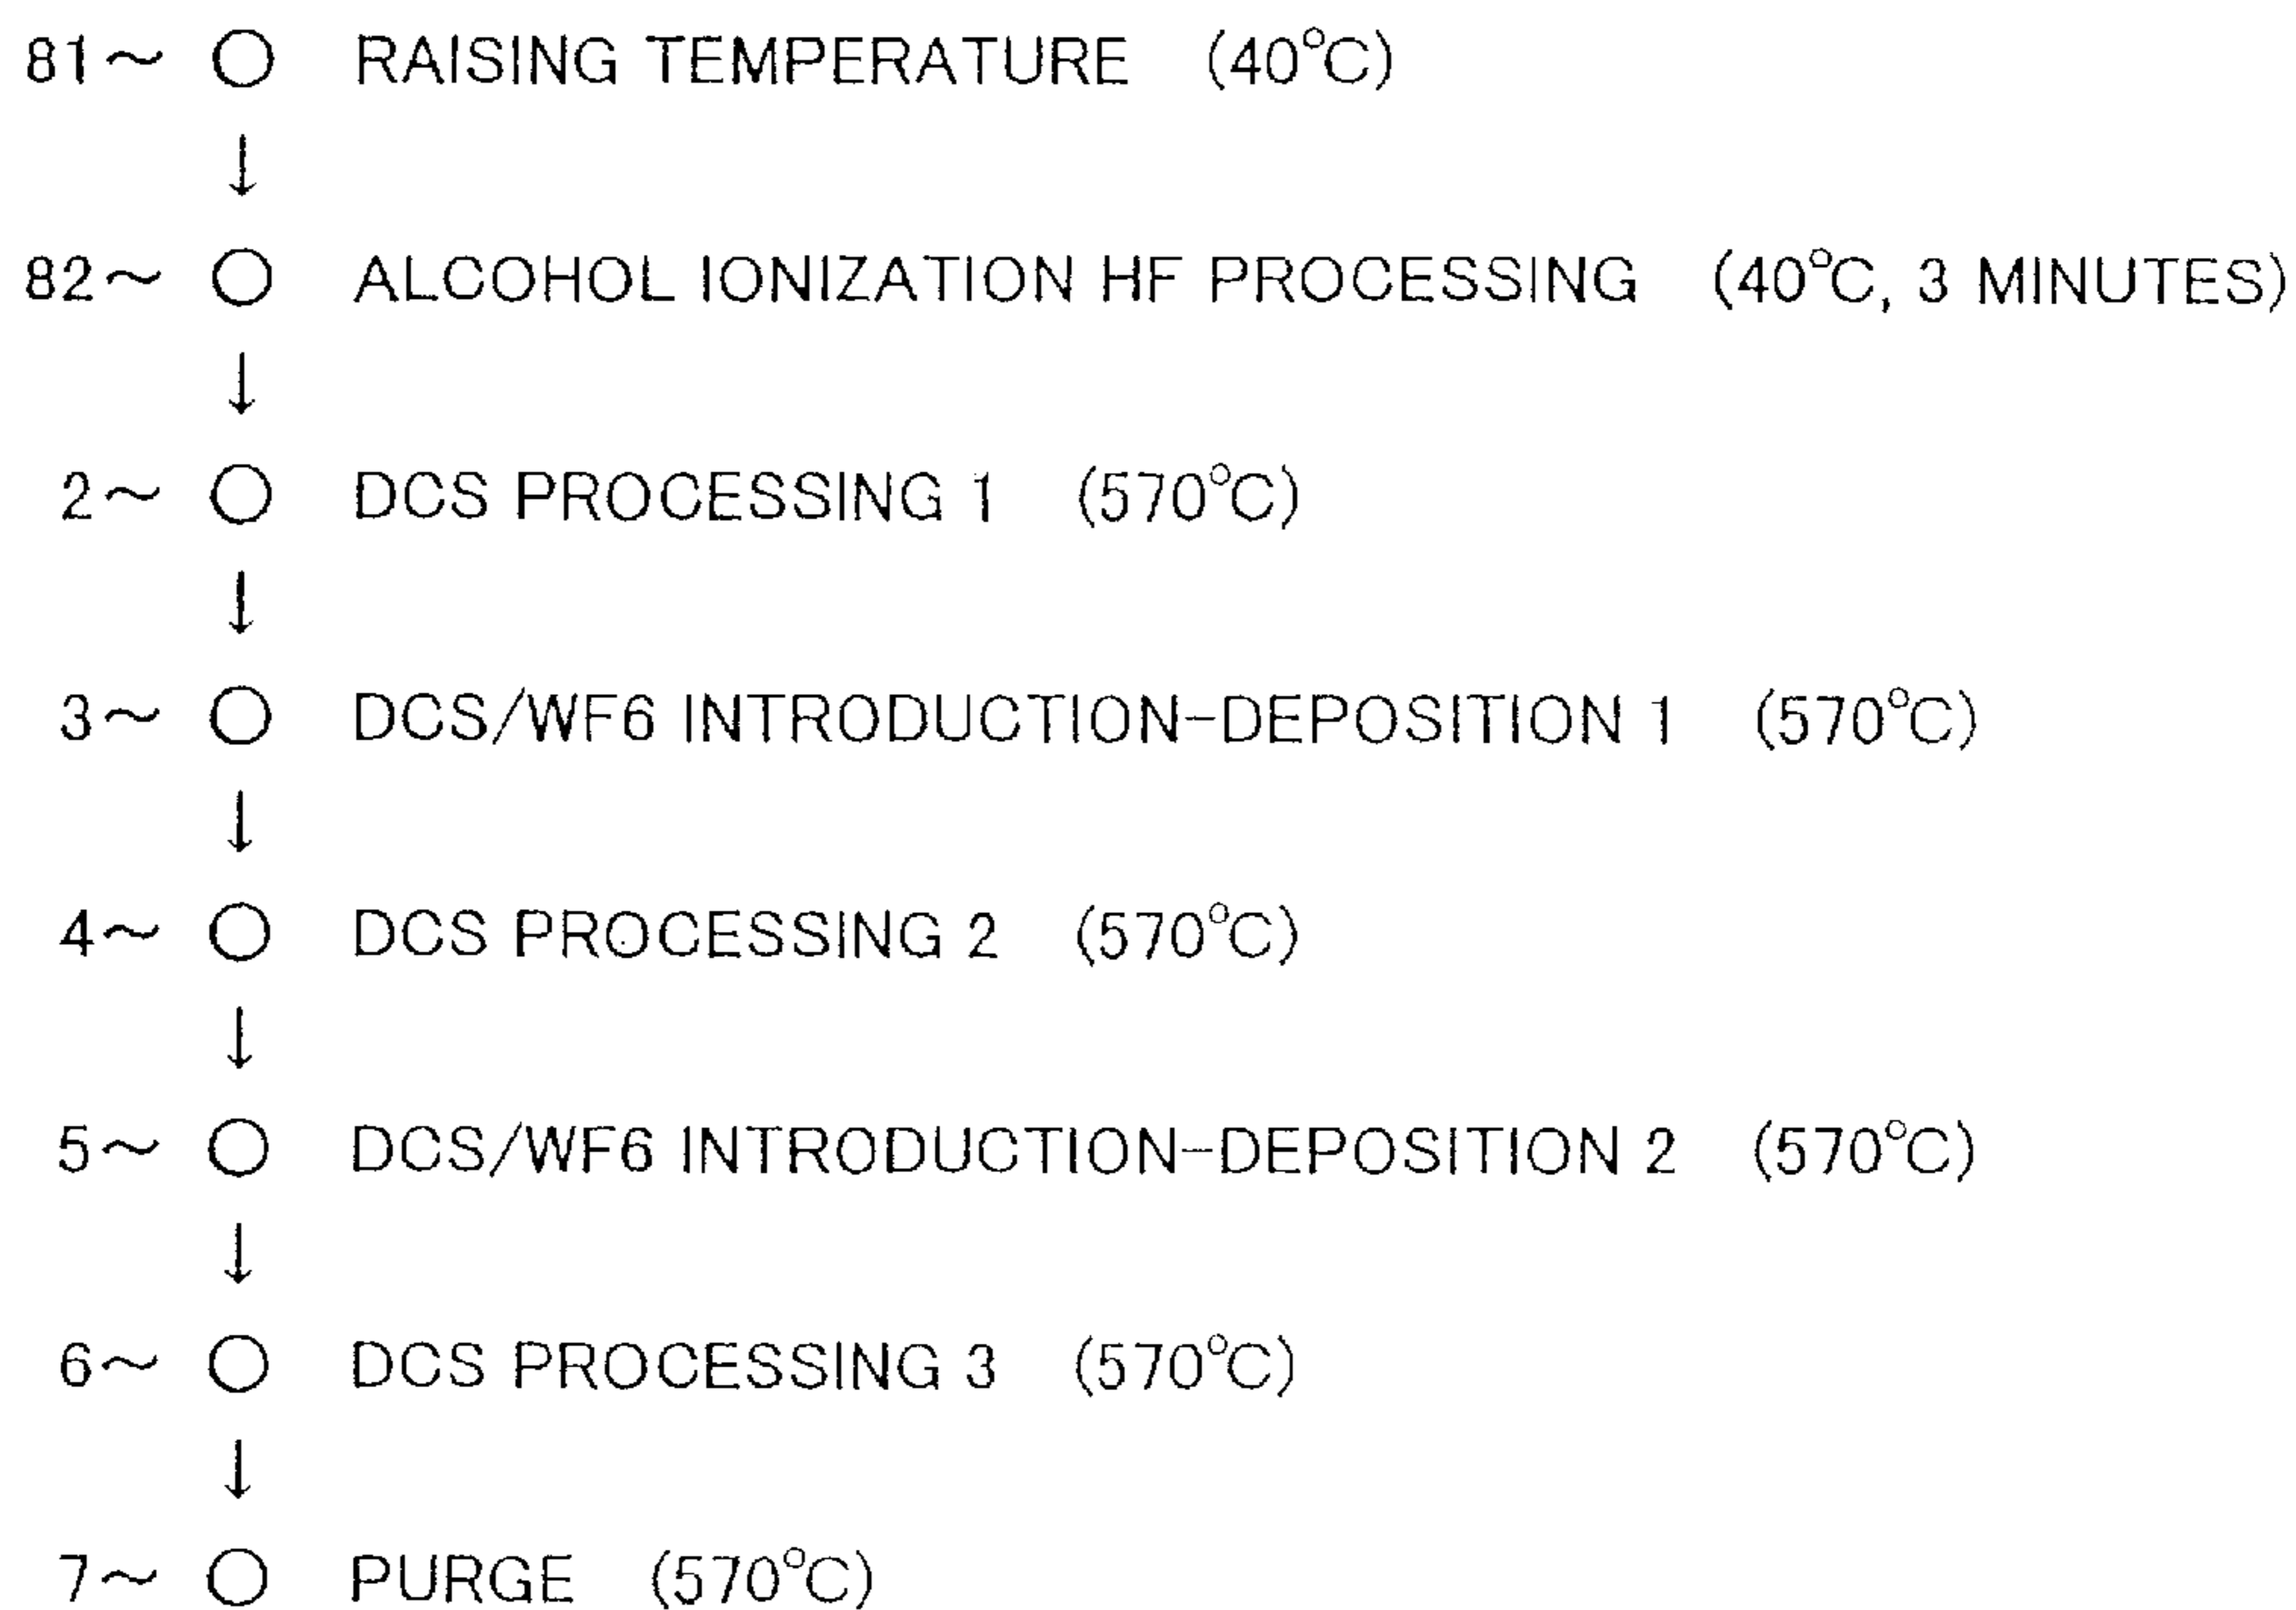 81~ ○ RAISING TEMPERATURE (40°C)
↓
82~ ○ ALCOHOL IONIZATION HF PROCESSING (40°C, 3 MINUTES)
↓
2~ ○ DCS PROCESSING 1 (570°C)
↓
3~ ○ DCS/WF6 INTRODUCTION-DEPOSITION 1 (570°C)
↓
4~ ○ DCS PROCESSING 2 (570°C)
↓
5~ ○ DCS/WF6 INTRODUCTION-DEPOSITION 2 (570°C)
↓
6~ ○ DCS PROCESSING 3 (570°C)
↓
7~ ○ PURGE (570°C)